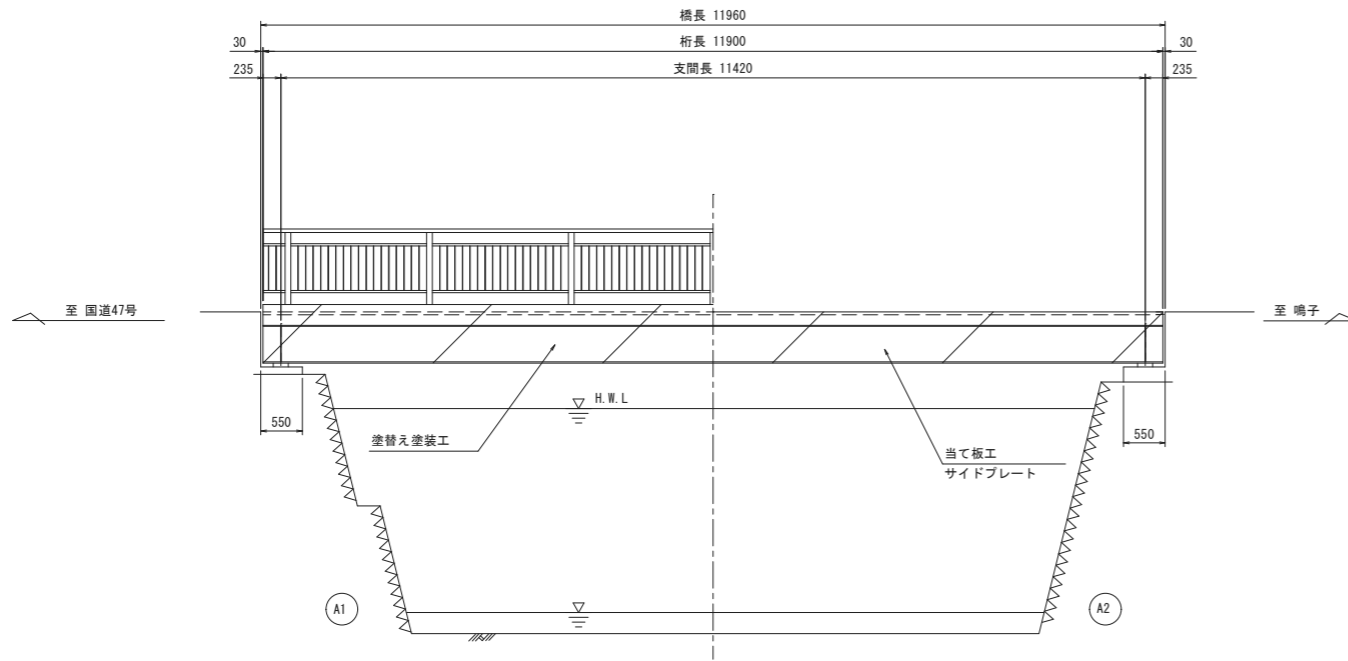 橋長 11960
30 桁長 11900 30
235 支間長 11420 235
至 国道47号
至 鳴子
H.W.L
550
塗替え塗装工
当て板工
サイドプレート
550
A1
A2